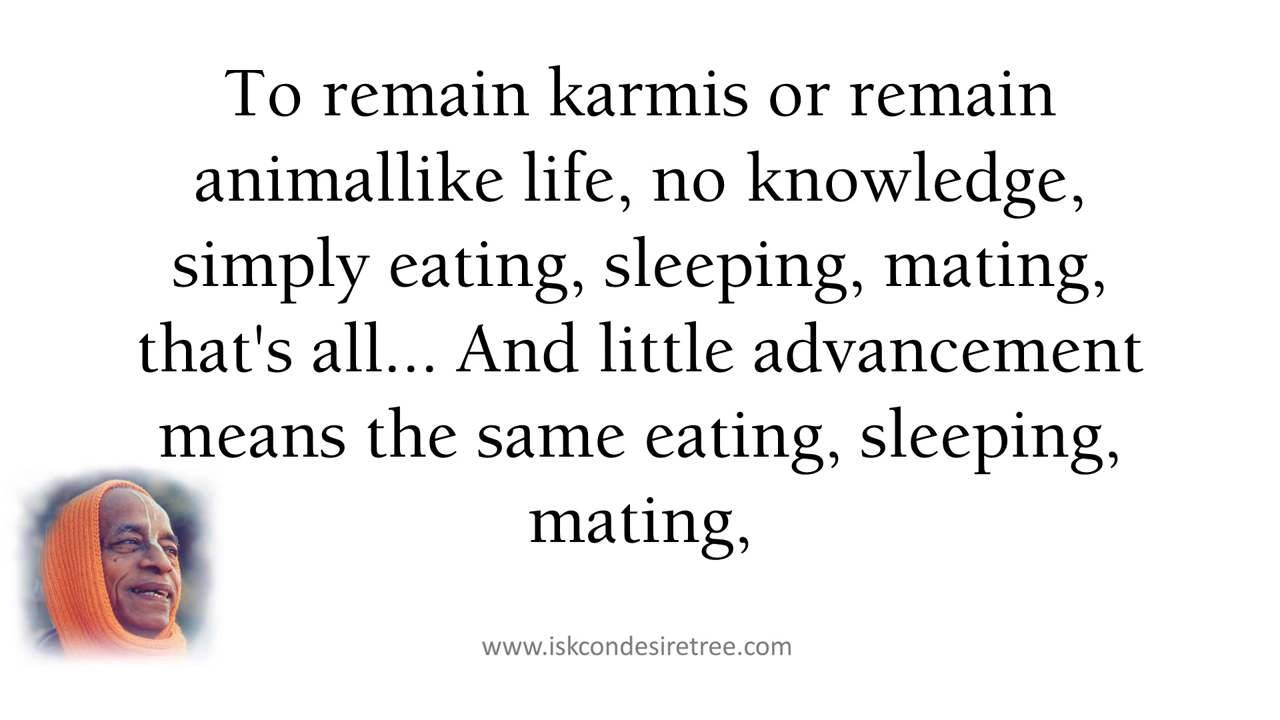 To remain karmis or remain
animallike life, no knowledge,
simply eating, sleeping, mating,
that's all... And little advancement
means the same eating, sleeping,
mating,
www.iskcondesiretree.com